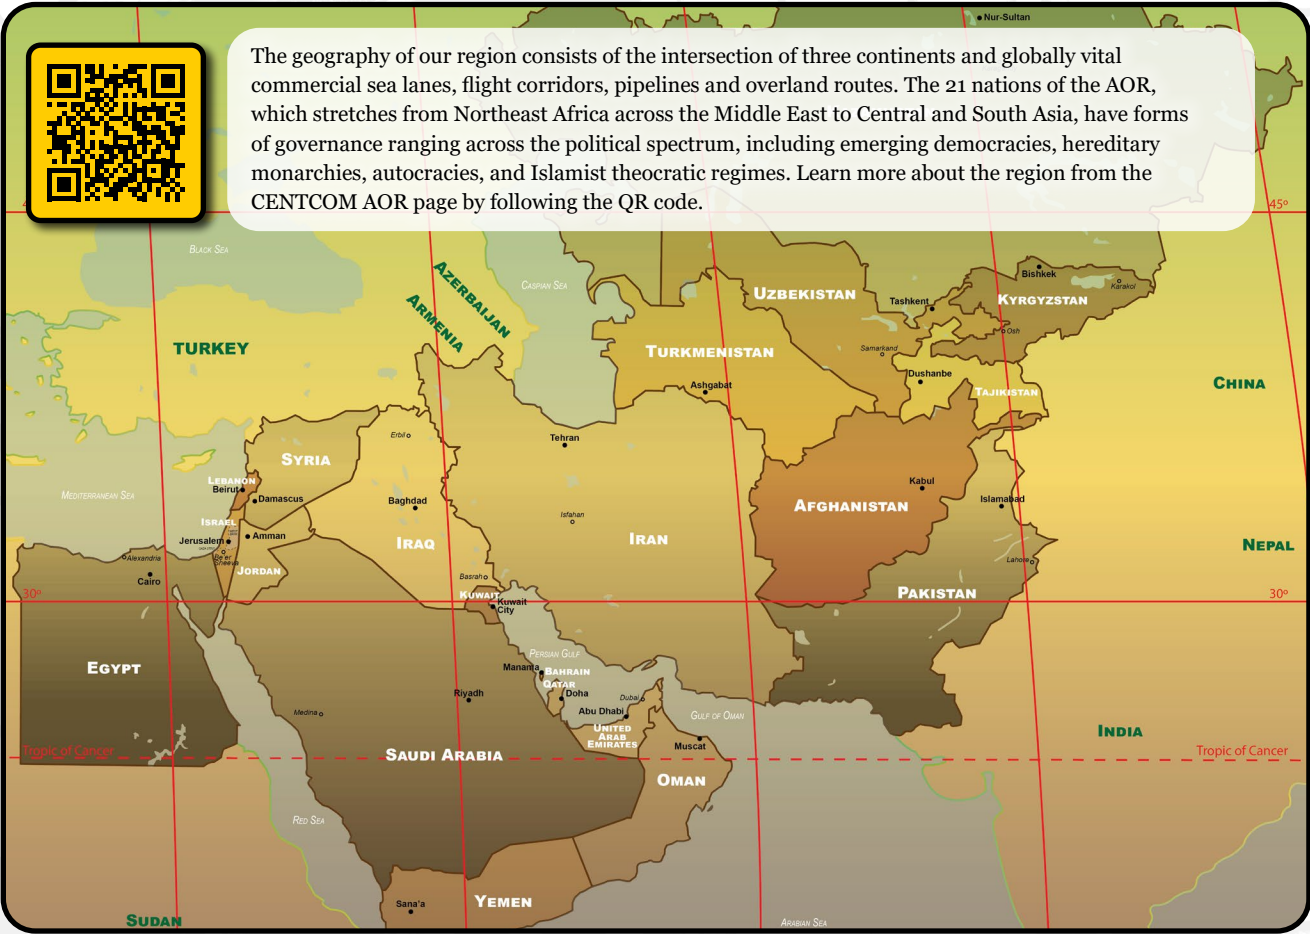 Nur-Sultan
The geography of our region consists of the intersection of three continents and globally vital
commercial sea lanes, flight corridors, pipelines and overland routes. The 21 nations of the AOR,
which stretches from Northeast Africa across the Middle East to Central and South Asia, have forms
of governance ranging across the political spectrum, including emerging democracies, hereditary
monarchies, autocracies, and Islamist theocratic regimes. Learn more about the region from the
CENTCOM AOR page by following the QR code.
45º
BLACK SEA
AZERBAIJAN
ARMENIA
CASPIAN SEA
UZBEKISTAN
Tashkent
Bishkek
Karakol
KYRGYZSTAN
Osh
TURKEY
TURKMENISTAN
Samarkand
Ashgabat
Dushanbe
TAJIKISTAN
CHINA
Erbil
Tehran
SYRIA
LEBANON
Beirut
Damascus
MEDITERRANEAN SEA
Baghdad
Isfahan
Kabul
AFGHANISTAN
Islamabad
ISRAEL
Jerusalem
Amman
IRAQ
IRAN
NEPAL
Alexandria
Be'er
Sheeva
JORDAN
Cairo
Basrah
Lahore
30º
KUWAIT
Kuwait
City
PAKISTAN
30º
EGYPT
PERSIAN GULF
Manama
BAHRAIN
QATAR
Doha
Riyadh
Dubai
Abu Dhabi
Medina
GULF OF OMAN
UNITED
ARAB
EMIRATES
Muscat
INDIA
Tropic of Cancer
SAUDI ARABIA
Tropic of Cancer
OMAN
RED SEA
YEMEN
Sana'a
SUDAN
ARABIAN SEA